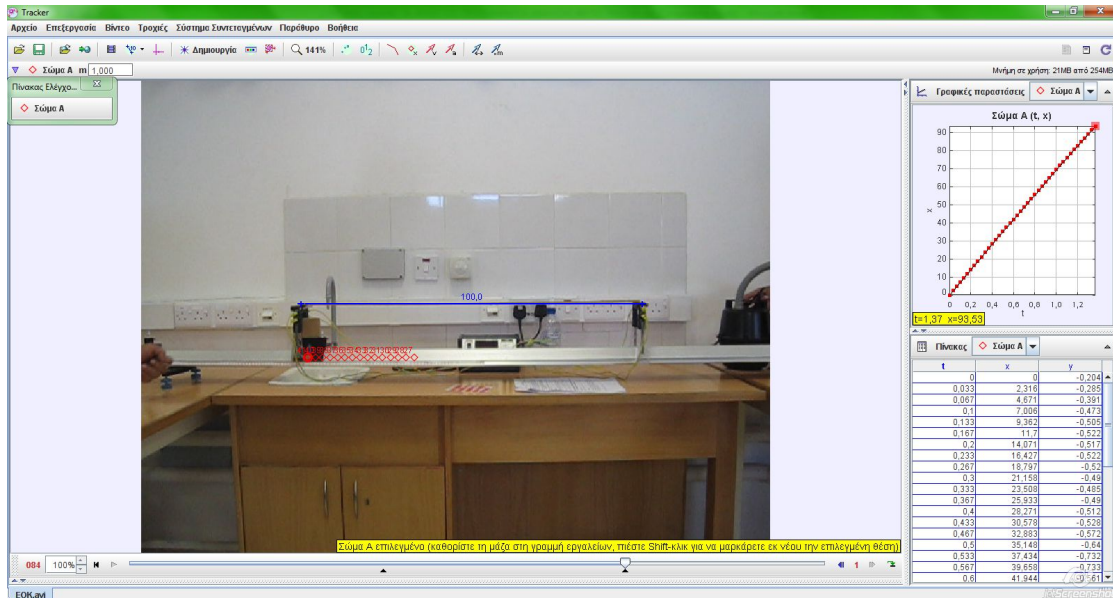 Tracker
Αρχείο Επεξεργασία Βίντεο Τροχιές Σύστημα Συντεταγμένων Παράθυρο Βοήθεια
Δημιουργία 141%
Σώμα A m 1,000
Μνήμη σε χρήση: 21MB από 254MB
Πίνακας Ελέγχο...
Σώμα A
100,0
Γραφικές παραστάσεις Σώμα A
Σώμα A (t, x)
90
80
70
60
50
40
30
20
10
0
x
0 0,2 0,4 0,6 0,8 1,0 1,2
t
t=1,37 x=93,53
Πίνακας Σώμα A
t x y
0 0 -0,204
0,033 2,316 -0,285
0,067 4,671 -0,391
0,1 7,006 -0,473
0,133 9,362 -0,505
0,167 11,7 -0,522
0,2 14,071 -0,517
0,233 16,427 -0,522
0,267 18,797 -0,52
0,3 21,158 -0,49
0,333 23,508 -0,485
0,367 25,933 -0,49
0,4 28,271 -0,512
0,433 30,578 -0,528
0,467 32,883 -0,572
0,5 35,148 -0,64
0,533 37,434 -0,732
0,567 39,658 -0,733
0,6 41,944 -0,561
Σώμα A επιλεγμένο (καθορίστε τη μάζα στη γραμμή εργαλείων, πιέστε Shift-κλικ για να μαρκάρετε εκ νέου την επιλεγμένη θέση)
084 100% 1
EOK.avi